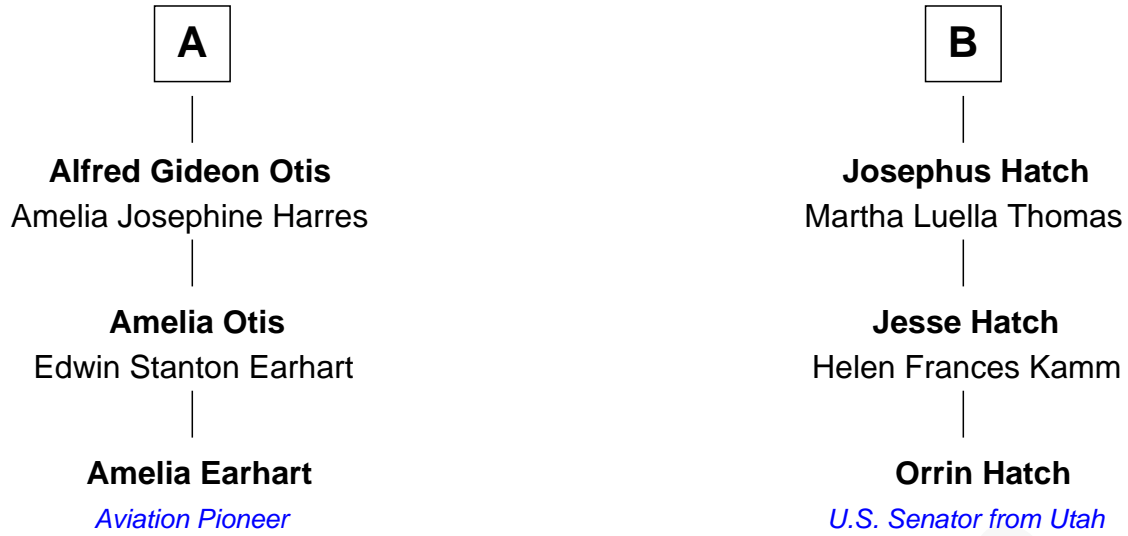 A
Alfred Gideon Otis
Amelia Josephine Harres
Amelia Otis
Edwin Stanton Earhart
Amelia Earhart
Aviation Pioneer
B
Josephus Hatch
Martha Luella Thomas
Jesse Hatch
Helen Frances Kamm
Orrin Hatch
U.S. Senator from Utah